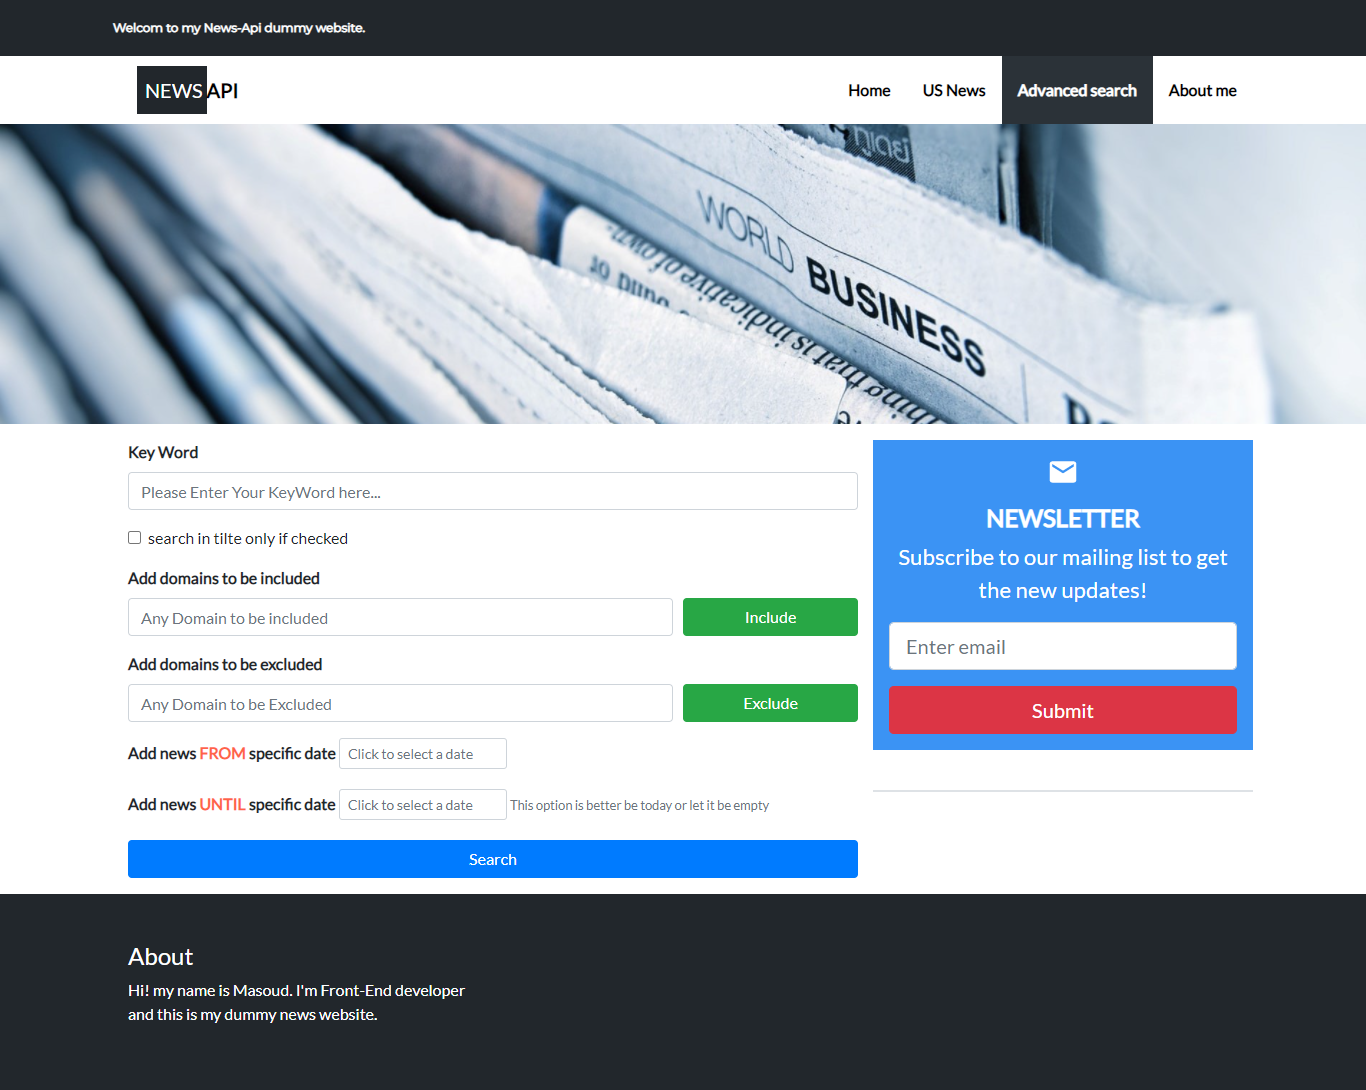 Welcom to my News-Api dummy website.
NEWS API
Home
US News
Advanced search
About me
WORLD BUSINESS
Key Word
Please Enter Your KeyWord here...
search in tilte only if checked
Add domains to be included
Any Domain to be included
Include
Add domains to be excluded
Any Domain to be Excluded
Exclude
Add news FROM specific date
Click to select a date
Add news UNTIL specific date
Click to select a date
This option is better be today or let it be empty
Search
NEWSLETTER
Subscribe to our mailing list to get
the new updates!
Enter email
Submit
About
Hi! my name is Masoud. I'm Front-End developer
and this is my dummy news website.